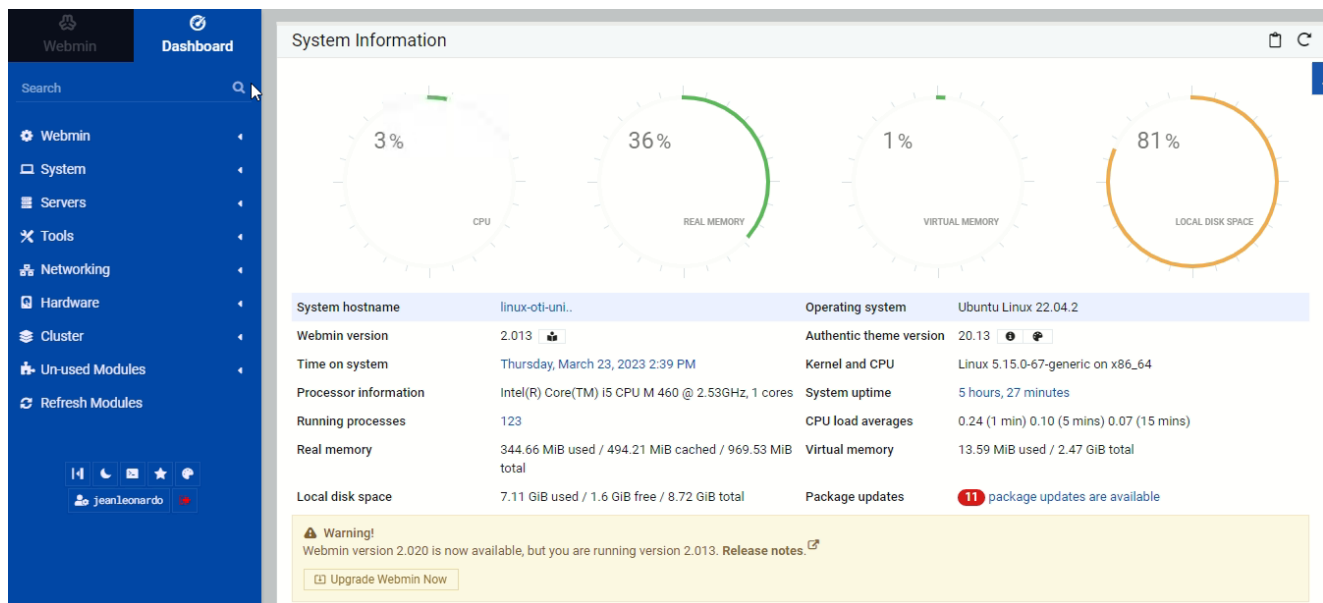 Webmin
Dashboard
Search
Webmin
System
Servers
Tools
Networking
Hardware
Cluster
Un-used Modules
Refresh Modules
jeanleonardo
System Information
3%
CPU
36%
REAL MEMORY
1%
VIRTUAL MEMORY
81%
LOCAL DISK SPACE
System hostname linux-oti-uni.. Operating system Ubuntu Linux 22.04.2
Webmin version 2.013 Authentic theme version 20.13
Time on system Thursday, March 23, 2023 2:39 PM Kernel and CPU Linux 5.15.0-67-generic on x86_64
Processor information Intel(R) Core(TM) i5 CPU M 460 @ 2.53GHz, 1 cores System uptime 5 hours, 27 minutes
Running processes 123 CPU load averages 0.24 (1 min) 0.10 (5 mins) 0.07 (15 mins)
Real memory 344.66 MiB used / 494.21 MiB cached / 969.53 MiB Virtual memory 13.59 MiB used / 2.47 GiB total
total
Local disk space 7.11 GiB used / 1.6 GiB free / 8.72 GiB total Package updates 11 package updates are available
Warning!
Webmin version 2.020 is now available, but you are running version 2.013. Release notes.
Upgrade Webmin Now